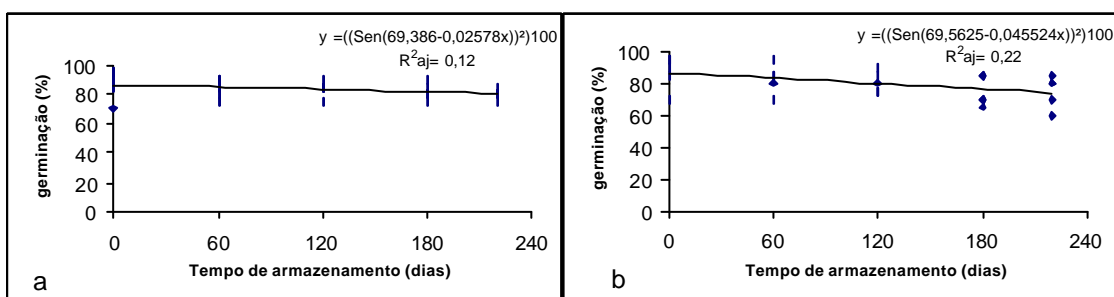 y =((Sen(69,386-0,02578x))²)100
R²aj= 0,12
100
80
60
40
20
0
germinação (%)
0 60 120 180 240
Tempo de armazenamento (dias)
a
y =((Sen(69,5625-0,045524x))²)100
R²aj= 0,22
100
80
60
40
20
0
germinação (%)
0 60 120 180 240
Tempo de armazenamento (dias)
b